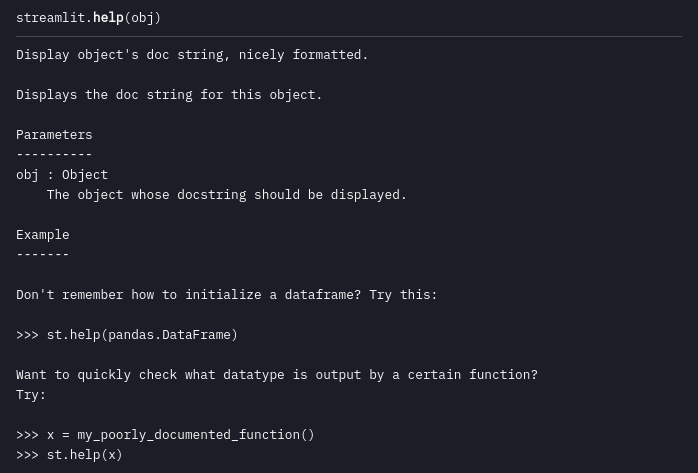 streamlit.help(obj)
Display object's doc string, nicely formatted.
Displays the doc string for this object.
Parameters
----------
obj : Object
    The object whose docstring should be displayed.
Example
-------
Don't remember how to initialize a dataframe? Try this:
>>> st.help(pandas.DataFrame)
Want to quickly check what datatype is output by a certain function?
Try:
>>> x = my_poorly_documented_function()
>>> st.help(x)